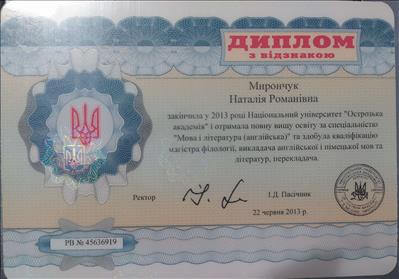 ДИПЛОМ
з відзнакою
Мирончук
Наталія Романівна
закінчила у 2013 році Національний університет "Острозька
академія" і отримала повну вищу освіту за спеціальністю
"Мова і література (англійська)" та здобула кваліфікацію
магістра філології, викладача англійської і німецької мов та
літератур, перекладача.
Ректор
І.Д. Пасічник
22 червня 2013 р.
РВ № 45636919